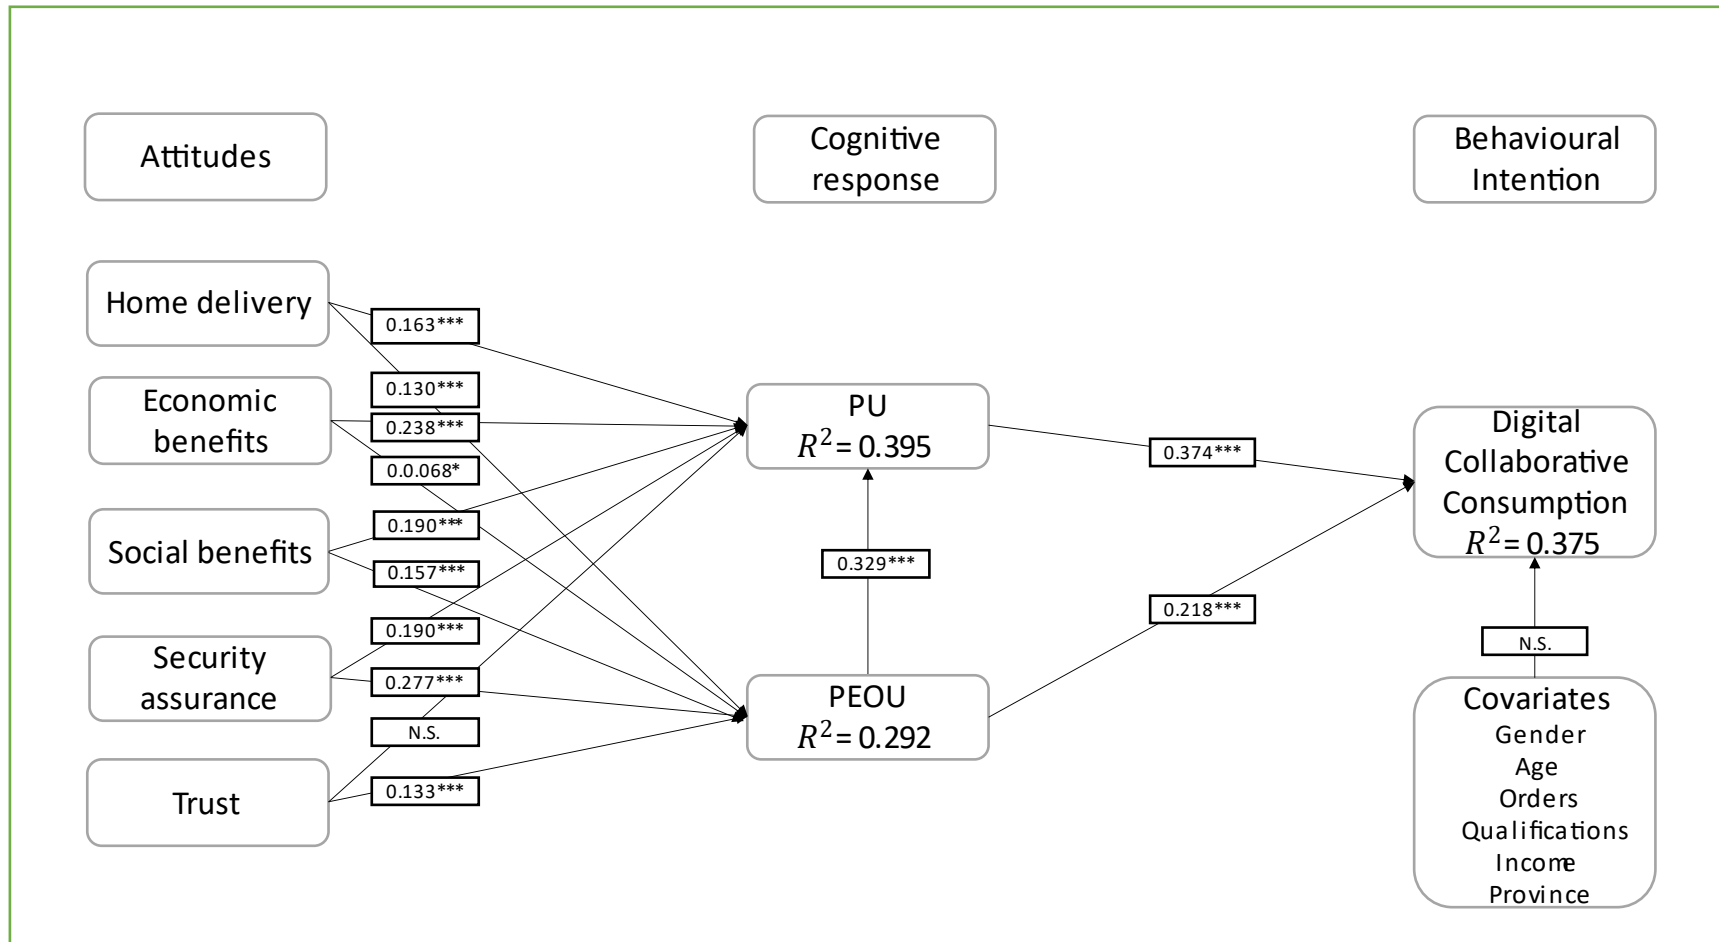 Attitudes
Cognitive
response
Behavioural
Intention
Home delivery
Economic
benefits
Social benefits
Security
assurance
Trust
0.163***
0.130***
0.238***
0.0.068*
0.190***
0.157***
0.190***
0.277***
N.S.
0.133***
PU
R² = 0.395
0.329***
PEOU
R² = 0.292
0.374***
0.218***
Digital
Collaborative
Consumption
R² = 0.375
N.S.
Covariates
Gender
Age
Orders
Qualifications
Income
Province